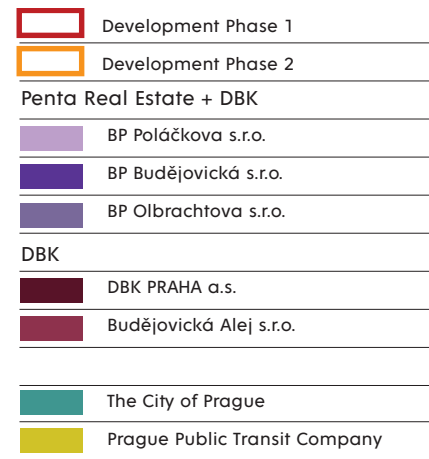 Development Phase 1
Development Phase 2
Penta Real Estate + DBK
BP Poláčkova s.r.o.
BP Budějovická s.r.o.
BP Olbrachtova s.r.o.
DBK
DBK PRAHA a.s.
Budějovická Alej s.r.o.
The City of Prague
Prague Public Transit Company